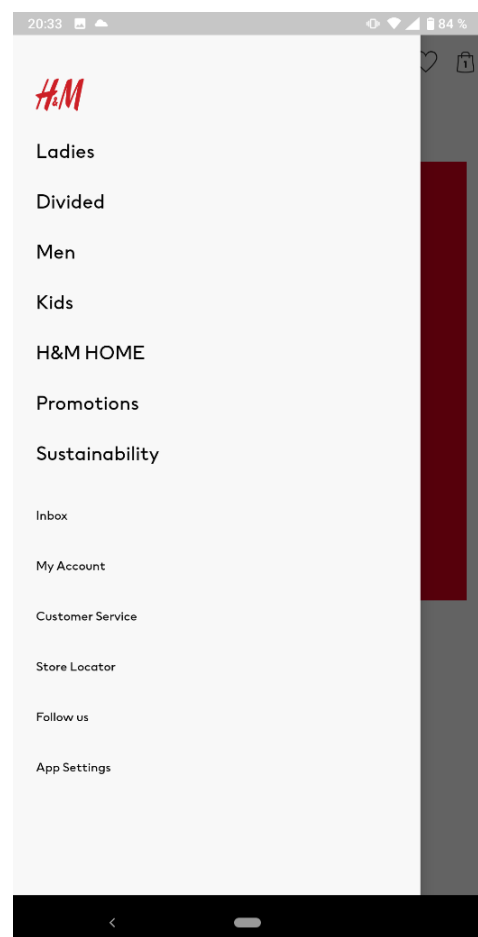 20:33
84 %
1
H&M
Ladies
Divided
Men
Kids
H&M HOME
Promotions
Sustainability
Inbox
My Account
Customer Service
Store Locator
Follow us
App Settings